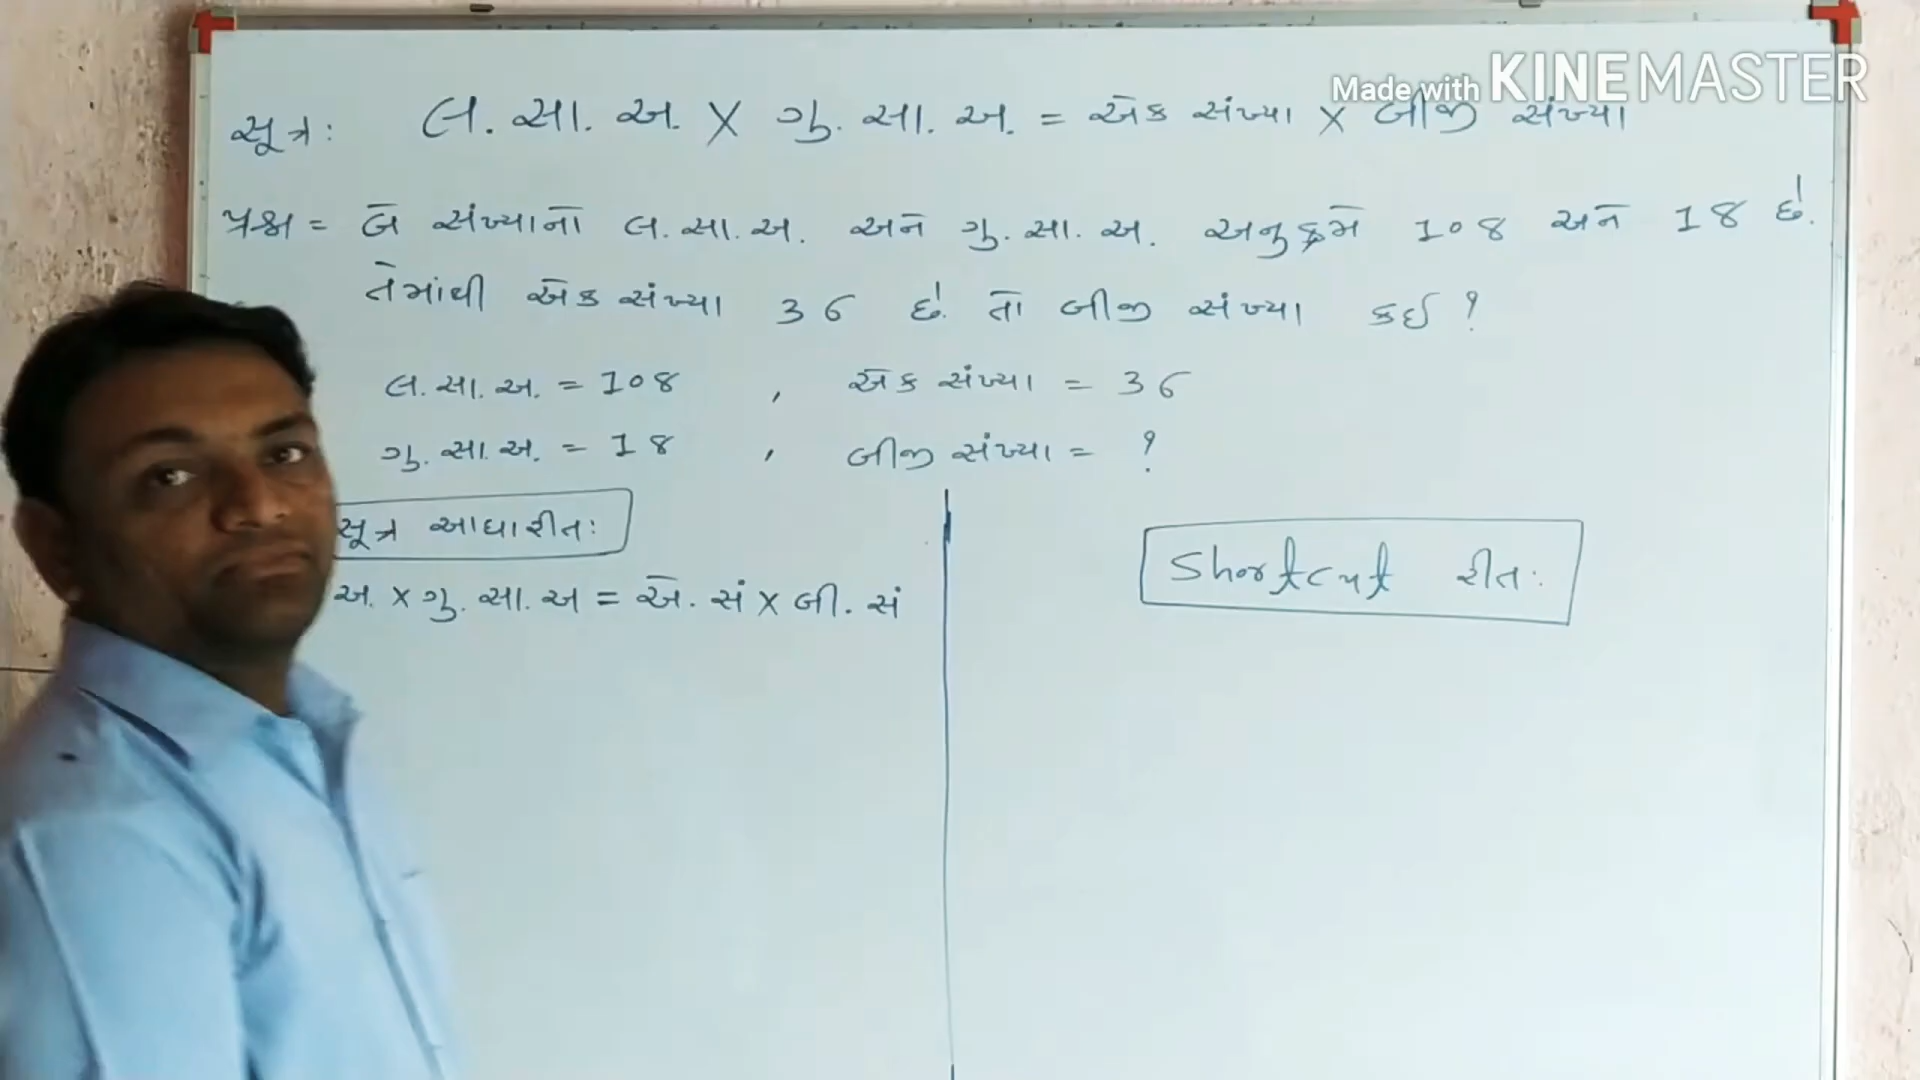 Made with KINEMASTER
સૂત્ર: લ. સા. અ. X ગુ. સા. અ. = એક સંખ્યા X બીજી સંખ્યા
પ્રશ્ન = બે સંખ્યાનો લ. સા. અ. અને ગુ. સા. અ. અનુક્રમે 108 અને 18 છે.
તેમાંથી એક સંખ્યા 36 છે. તો બીજી સંખ્યા કઈ ?
લ. સા. અ. = 108 , એક સંખ્યા = 36
ગુ. સા. અ. = 18 , બીજી સંખ્યા = ?
સૂત્ર આધારીત:
Shortcut રીત:
અ. X ગુ. સા. અ = એ. સં X બી. સં